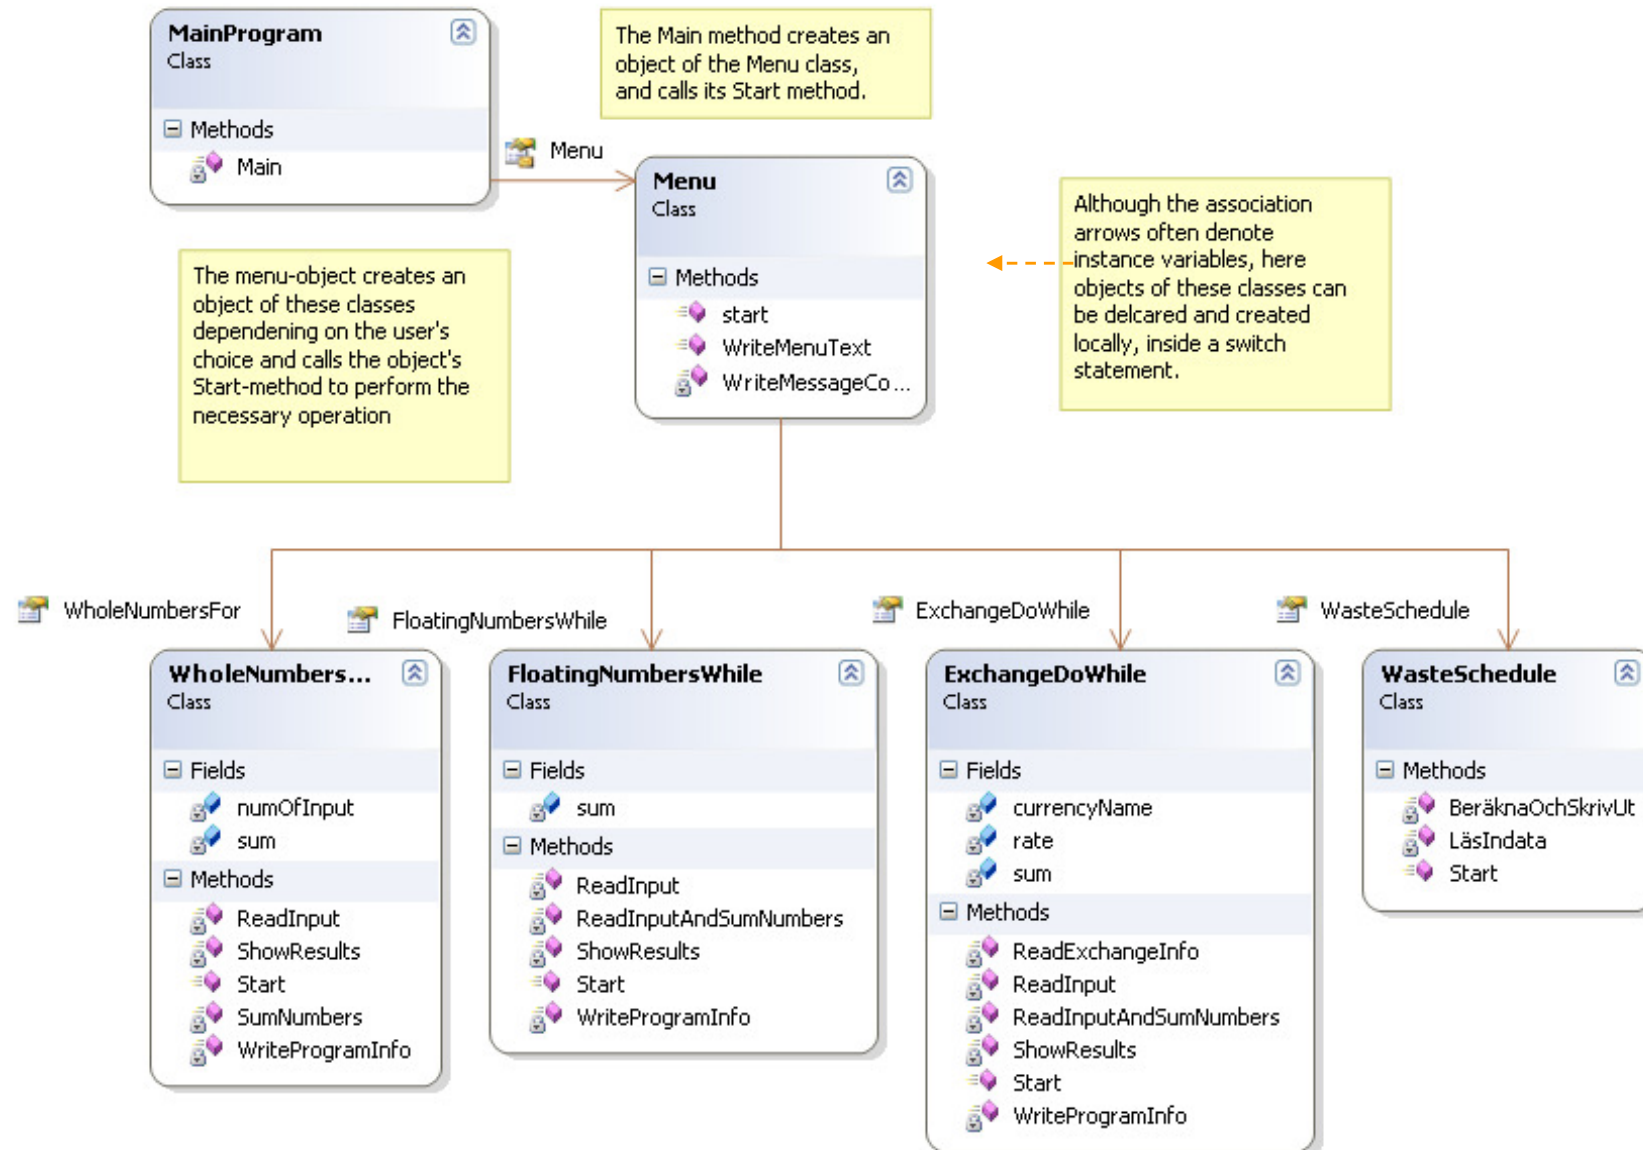 MainProgram
Class
Methods
Main
The Main method creates an
object of the Menu class,
and calls its Start method.
Menu
Menu
Class
Methods
start
WriteMenuText
WriteMessageCo...
The menu-object creates an
object of these classes
dependening on the user's
choice and calls the object's
Start-method to perform the
necessary operation
Although the association
arrows often denote
instance variables, here
objects of these classes can
be delcared and created
locally, inside a switch
statement.
WholeNumbersFor
FloatingNumbersWhile
ExchangeDoWhile
WasteSchedule
WholeNumbers...
Class
Fields
numOfInput
sum
Methods
ReadInput
ShowResults
Start
SumNumbers
WriteProgramInfo
FloatingNumbersWhile
Class
Fields
sum
Methods
ReadInput
ReadInputAndSumNumbers
ShowResults
Start
WriteProgramInfo
ExchangeDoWhile
Class
Fields
currencyName
rate
sum
Methods
ReadExchangeInfo
ReadInput
ReadInputAndSumNumbers
ShowResults
Start
WriteProgramInfo
WasteSchedule
Class
Methods
BeräknaOchSkrivUt
LäsIndata
Start